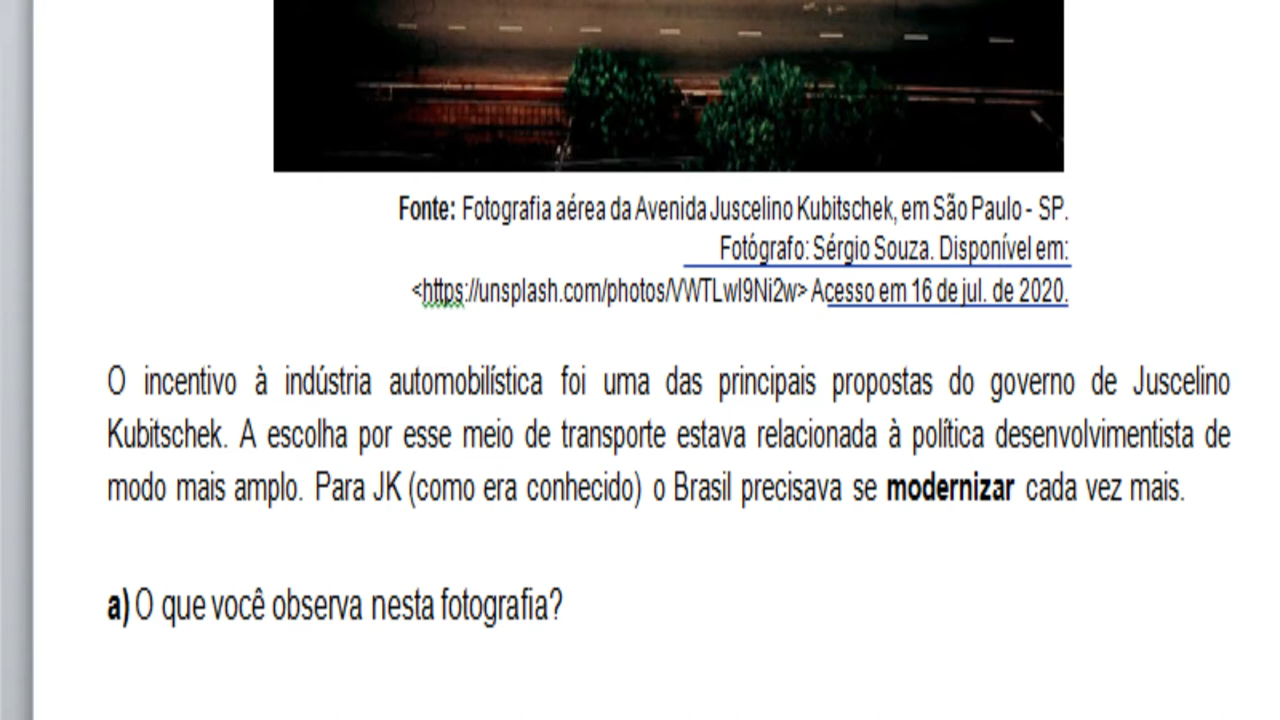 Fonte: Fotografia aérea da Avenida Juscelino Kubitschek, em São Paulo - SP.
Fotógrafo: Sérgio Souza. Disponível em:
<https://unsplash.com/photos/VWTLwI9Ni2w> Acesso em 16 de jul. de 2020.
O incentivo à indústria automobilística foi uma das principais propostas do governo de Juscelino
Kubitschek. A escolha por esse meio de transporte estava relacionada à política desenvolvimentista de
modo mais amplo. Para JK (como era conhecido) o Brasil precisava se modernizar cada vez mais.
a) O que você observa nesta fotografia?